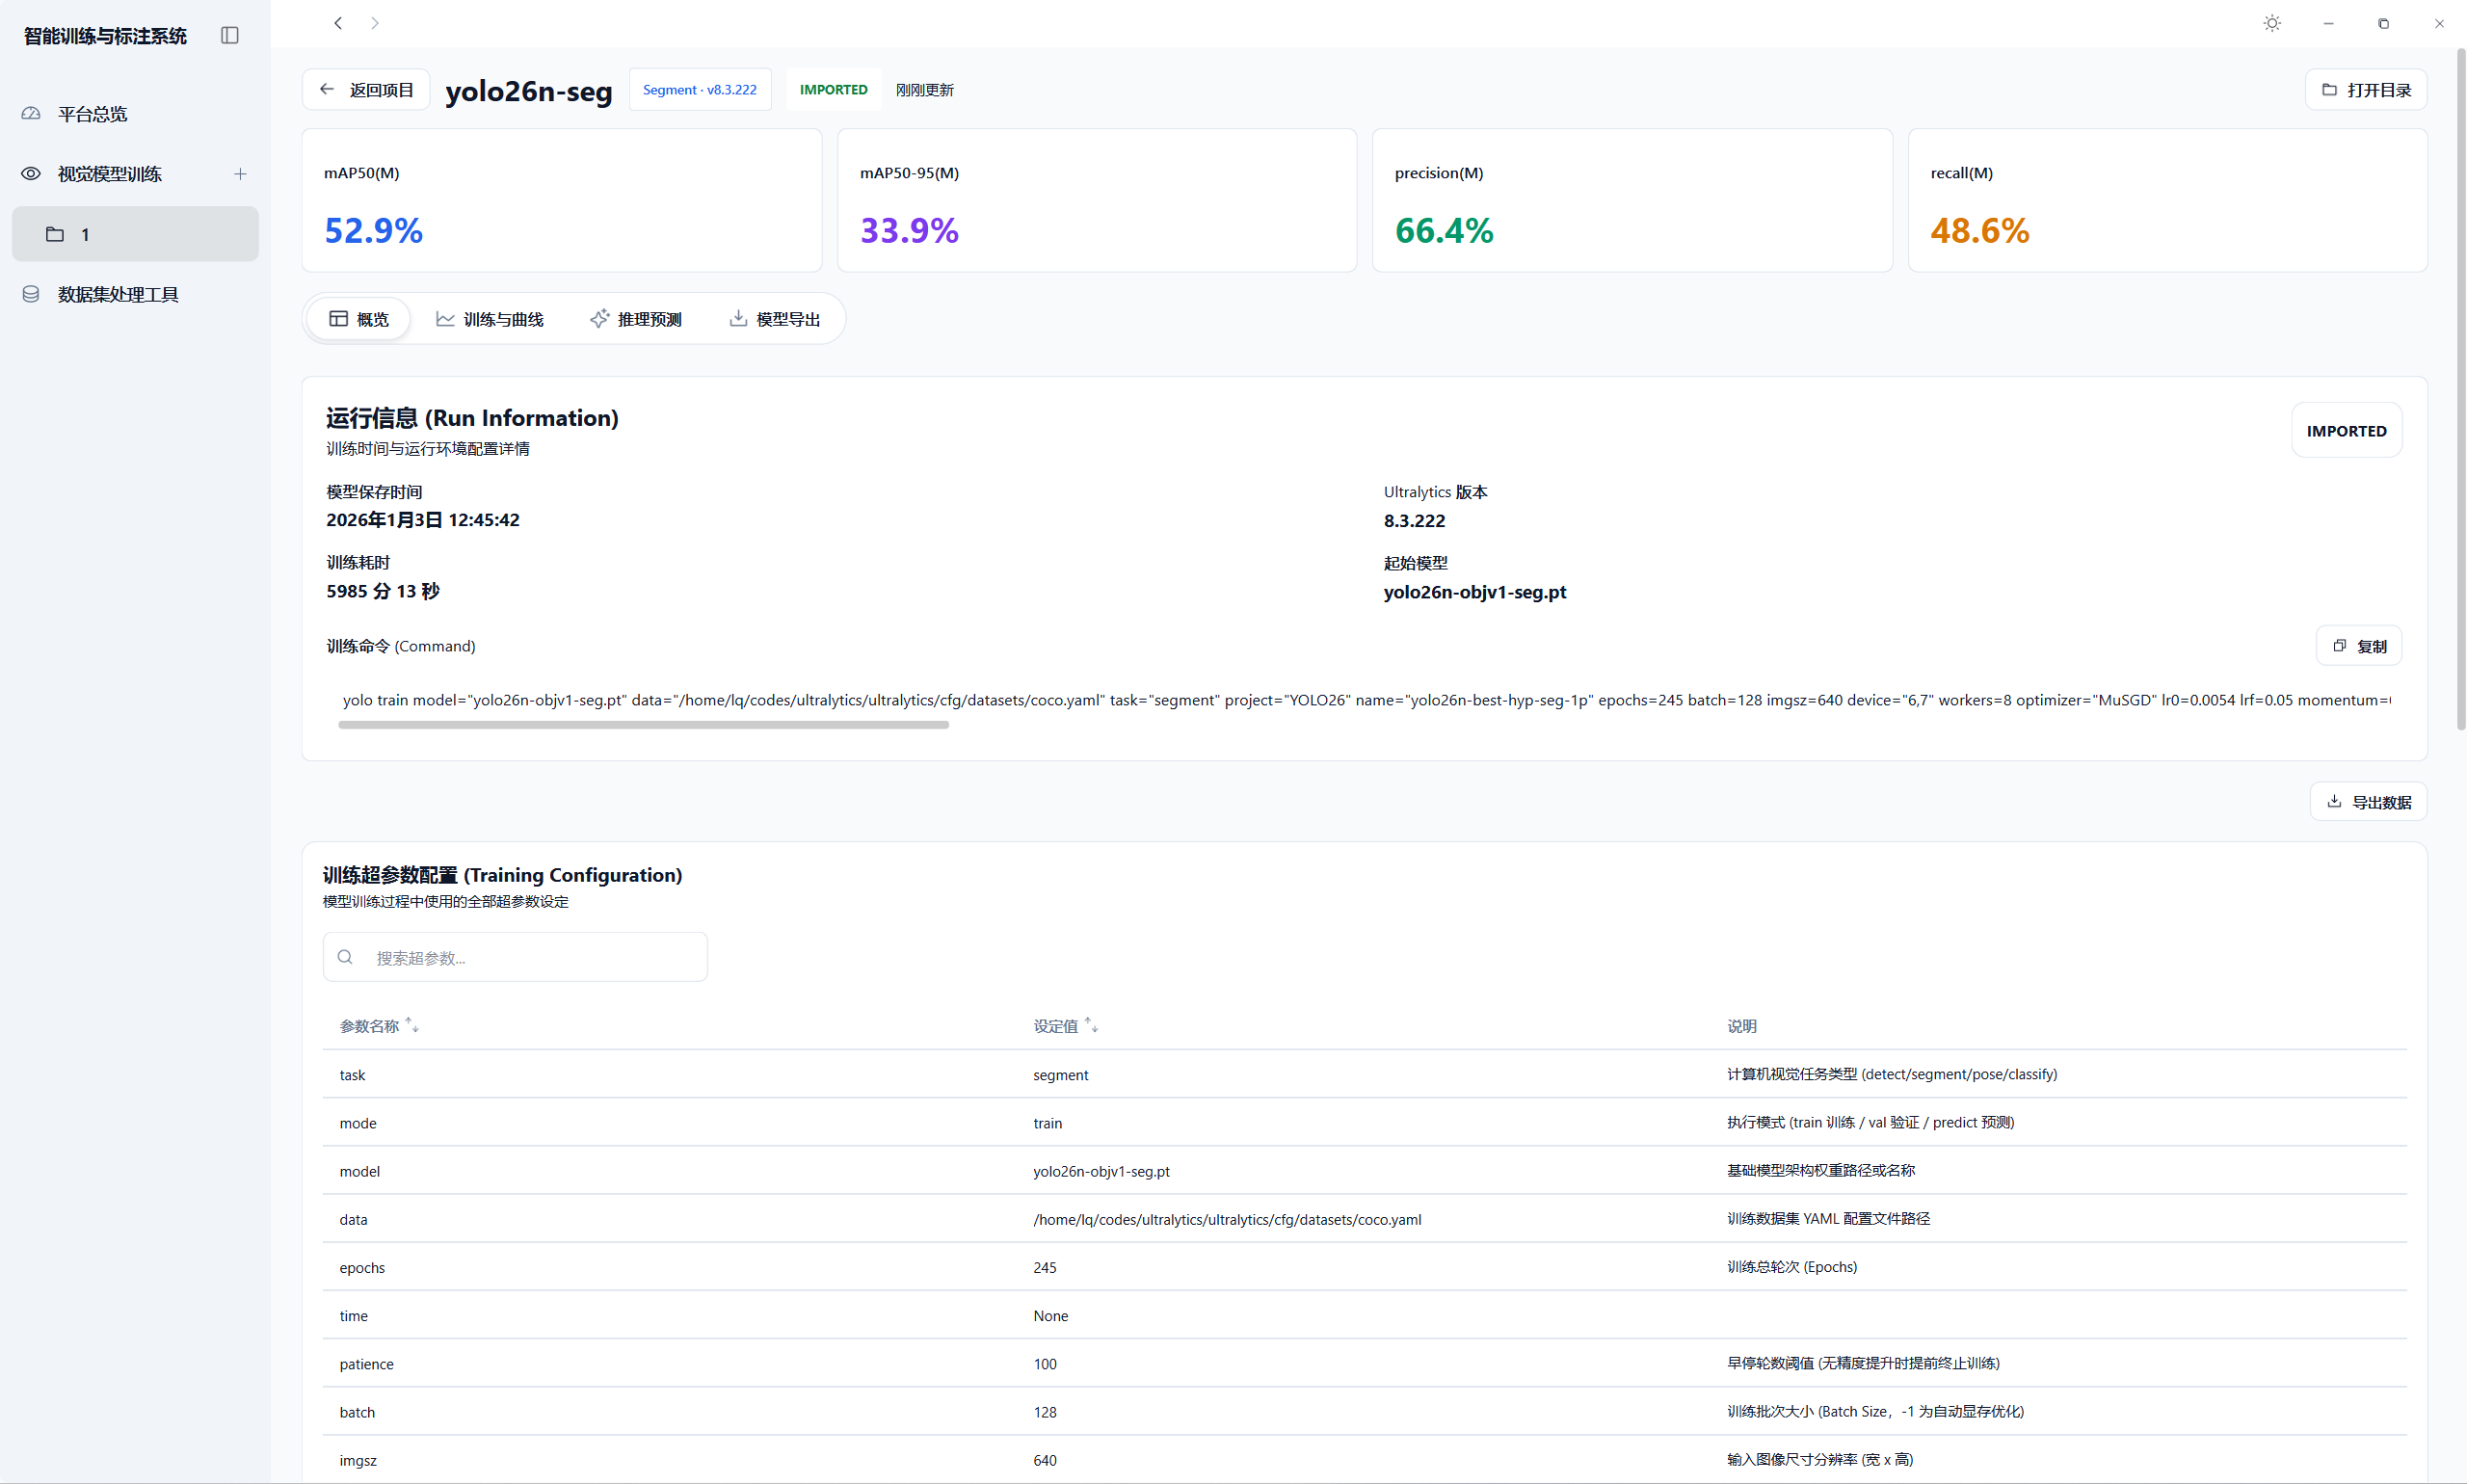 智能训练与标注系统
平台总览
视觉模型训练
1
数据集处理工具
返回项目
yolo26n-seg
Segment · v8.3.222
IMPORTED
刚刚更新
打开目录
mAP50(M)
52.9%
mAP50-95(M)
33.9%
precision(M)
66.4%
recall(M)
48.6%
概览
训练与曲线
推理预测
模型导出
运行信息 (Run Information)
训练时间与运行环境配置详情
IMPORTED
模型保存时间
2026年1月3日 12:45:42
Ultralytics 版本
8.3.222
训练耗时
5985 分 13 秒
起始模型
yolo26n-objv1-seg.pt
训练命令 (Command)
复制
yolo train model="yolo26n-objv1-seg.pt" data="/home/lq/codes/ultralytics/ultralytics/cfg/datasets/coco.yaml" task="segment" project="YOLO26" name="yolo26n-best-hyp-seg-1p" epochs=245 batch=128 imgsz=640 device="6,7" workers=8 optimizer="MuSGD" lr0=0.0054 lrf=0.05 momentum=
导出数据
训练超参数配置 (Training Configuration)
模型训练过程中使用的全部超参数设定
搜索超参数...
参数名称 设定值 说明
task segment 计算机视觉任务类型 (detect/segment/pose/classify)
mode train 执行模式 (train 训练 / val 验证 / predict 预测)
model yolo26n-objv1-seg.pt 基础模型架构权重路径或名称
data /home/lq/codes/ultralytics/ultralytics/cfg/datasets/coco.yaml 训练数据集 YAML 配置文件路径
epochs 245 训练总轮次 (Epochs)
time None
patience 100 早停轮数阈值 (无精度提升时提前终止训练)
batch 128 训练批次大小 (Batch Size，-1 为自动显存优化)
imgsz 640 输入图像尺寸分辨率 (宽 x 高)